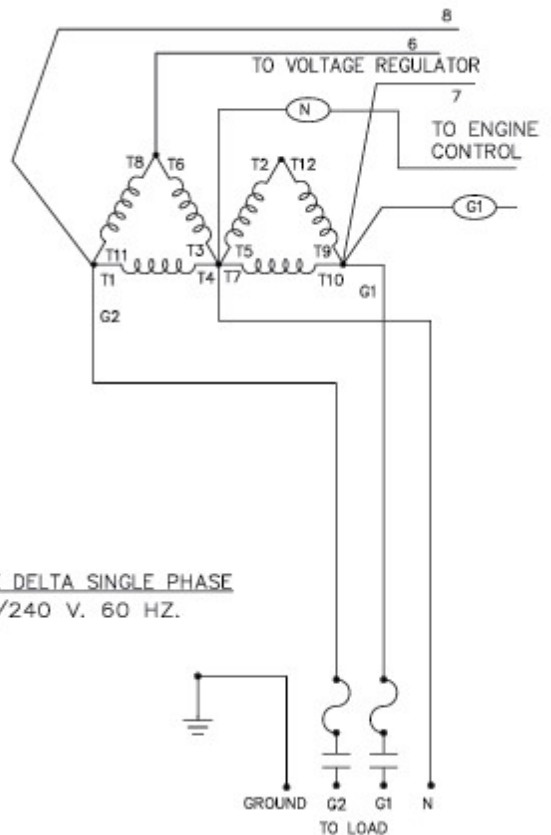 8
6
TO VOLTAGE REGULATOR
7
N
TO ENGINE
CONTROL
T8 T6
T2 T12
G1
T11 T3 T5 T9
T1 T4 T7 T10
G1
G2
DELTA SINGLE PHASE
/240 V. 60 HZ.
GROUND G2 G1 N
TO LOAD